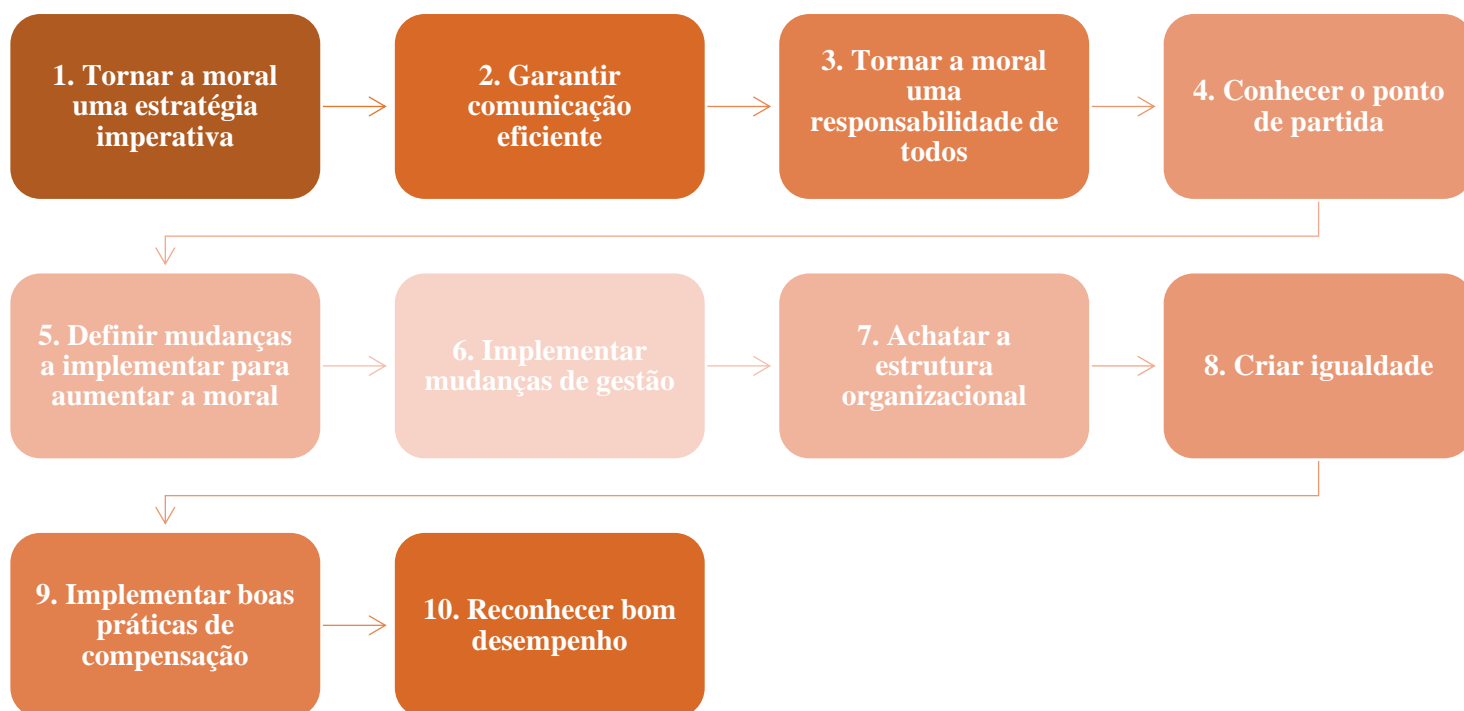 1. Tornar a moral
uma estratégia
imperativa
2. Garantir
comunicação
eficiente
3. Tornar a moral
uma
responsabilidade de
todos
4. Conhecer o ponto
de partida
5. Definir mudanças
a implementar para
aumentar a moral
6. Implementar
mudanças de gestão
7. Achatar a
estrutura
organizacional
8. Criar igualdade
9. Implementar boas
práticas de
compensação
10. Reconhecer bom
desempenho